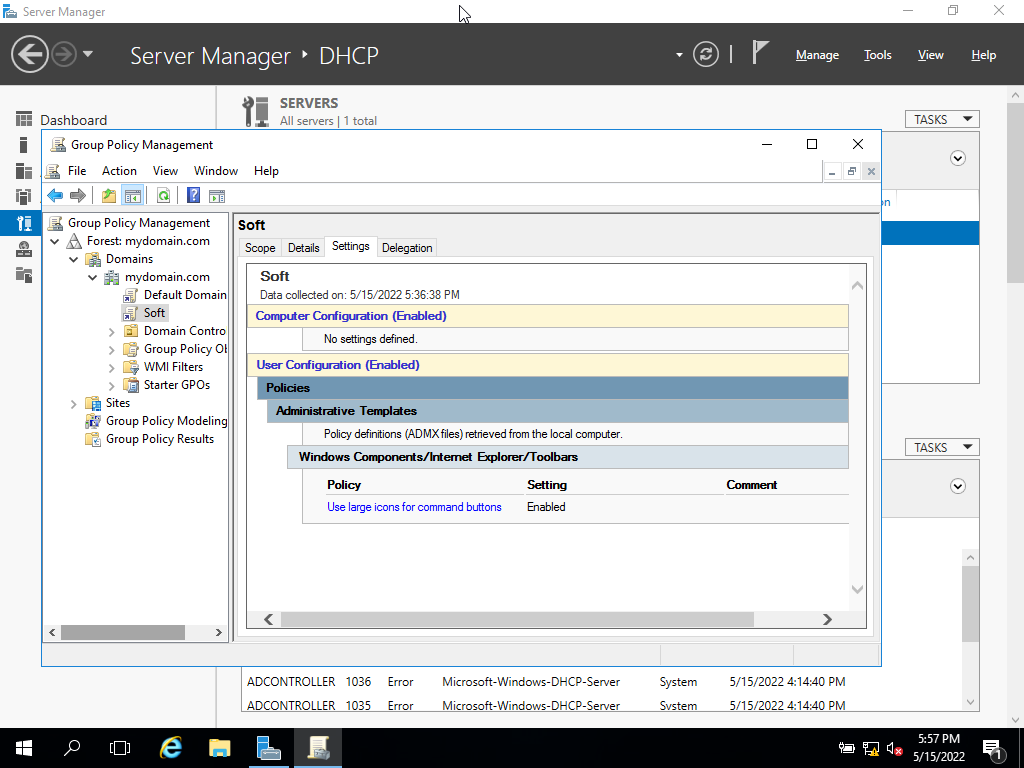 Server Manager
Server Manager ‣ DHCP
Manage Tools View Help
Dashboard
SERVERS
All servers | 1 total
TASKS
Group Policy Management
File Action View Window Help
Group Policy Management
Forest: mydomain.com
Domains
mydomain.com
Default Domain
Soft
Domain Contro
Group Policy Ob
WMI Filters
Starter GPOs
Sites
Group Policy Modeling
Group Policy Results
Soft
Scope Details Settings Delegation
Soft
Data collected on: 5/15/2022 5:36:38 PM
Computer Configuration (Enabled)
No settings defined.
User Configuration (Enabled)
Policies
Administrative Templates
Policy definitions (ADMX files) retrieved from the local computer.
Windows Components/Internet Explorer/Toolbars
Policy Setting Comment
Use large icons for command buttons Enabled
on
TASKS
ADCONTROLLER 1036 Error Microsoft-Windows-DHCP-Server System 5/15/2022 4:14:40 PM
ADCONTROLLER 1035 Error Microsoft-Windows-DHCP-Server System 5/15/2022 4:14:40 PM
5:57 PM
5/15/2022
1